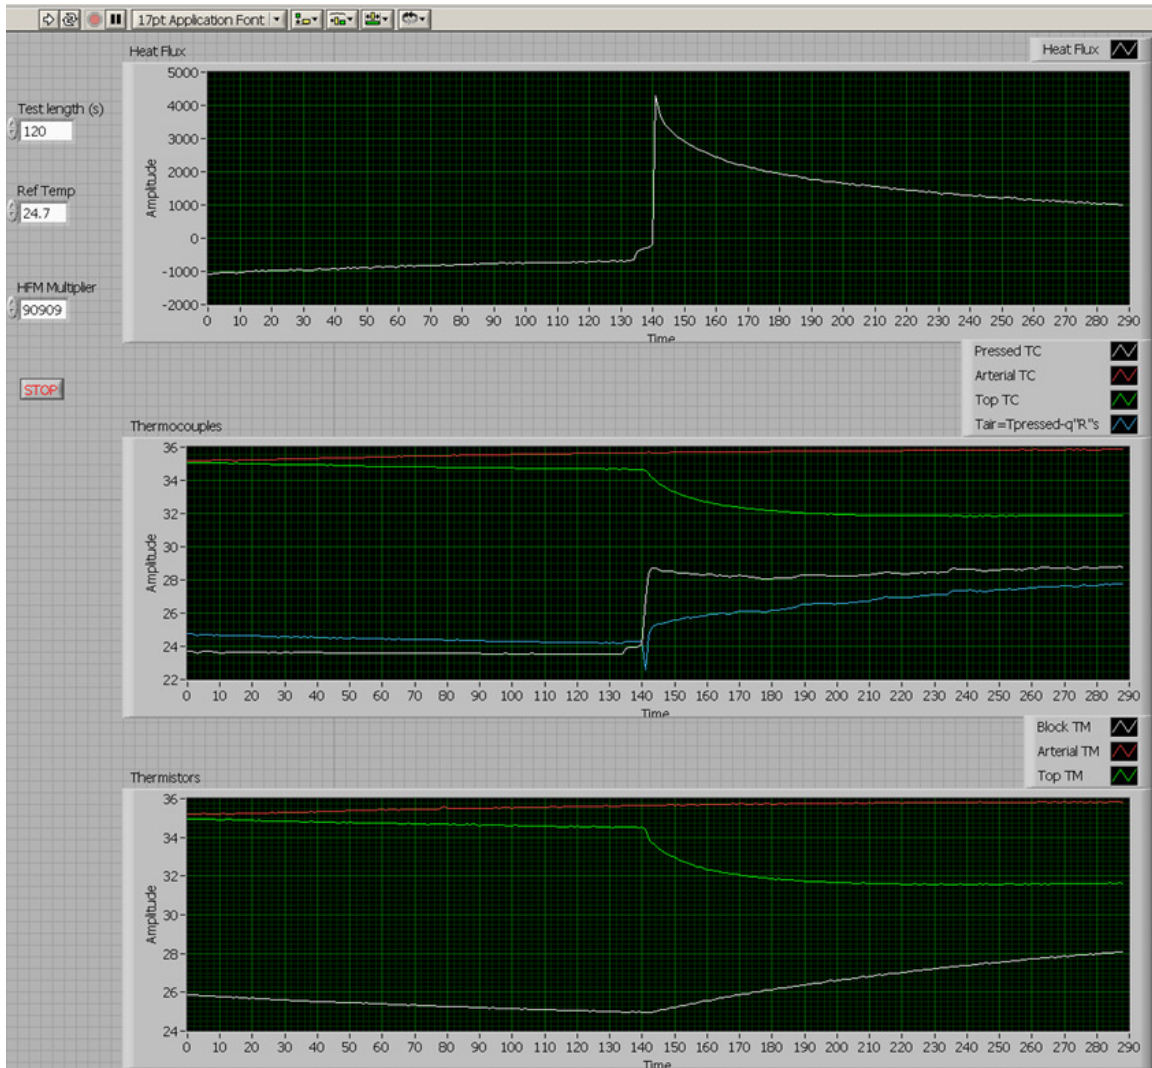 17pt Application Font
Heat Flux
Heat Flux
Test length (s)
120
Ref Temp
24.7
HFM Multiplier
90909
STOP
Amplitude
5000
4000
3000
2000
1000
0
-1000
-2000
0 10 20 30 40 50 60 70 80 90 100 110 120 130 140 150 160 170 180 190 200 210 220 230 240 250 260 270 280 290
Time
Pressed TC
Arterial TC
Top TC
Tair=Tpressed-q"R"s
Thermocouples
Amplitude
36
34
32
30
28
26
24
22
0 10 20 30 40 50 60 70 80 90 100 110 120 130 140 150 160 170 180 190 200 210 220 230 240 250 260 270 280 290
Time
Block TM
Arterial TM
Top TM
Thermistors
Amplitude
36
34
32
30
28
26
24
0 10 20 30 40 50 60 70 80 90 100 110 120 130 140 150 160 170 180 190 200 210 220 230 240 250 260 270 280 290
Time